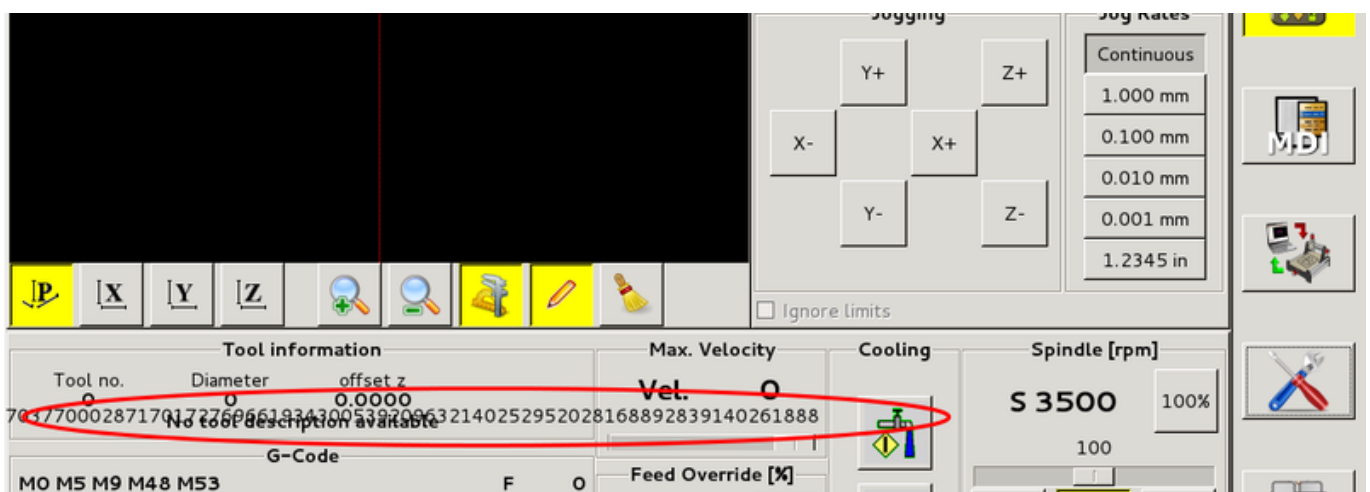 Jogging
Jog Rates
Y+
Z+
Continuous
1.000 mm
X-
X+
0.100 mm
MDI
0.010 mm
Y-
Z-
0.001 mm
1.2345 in
P
X
Y
Z
Ignore limits
Tool information
Max. Velocity
Cooling
Spindle [rpm]
Tool no.
Diameter
offset z
0
0
0.0000
Vel.
0
S 3500
100%
No tool description available
100
G-Code
Feed Override [%]
M0 M5 M9 M48 M53
F
0